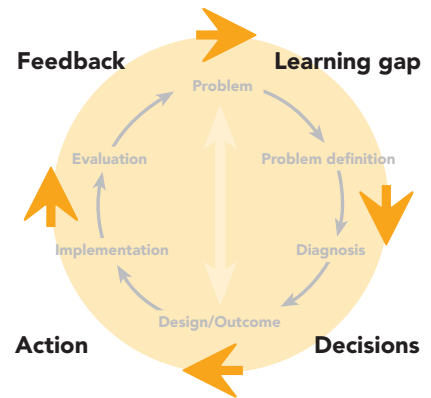 Feedback
Learning gap
Problem
Evaluation
Problem definition
Implementation
Diagnosis
Design/Outcome
Action
Decisions